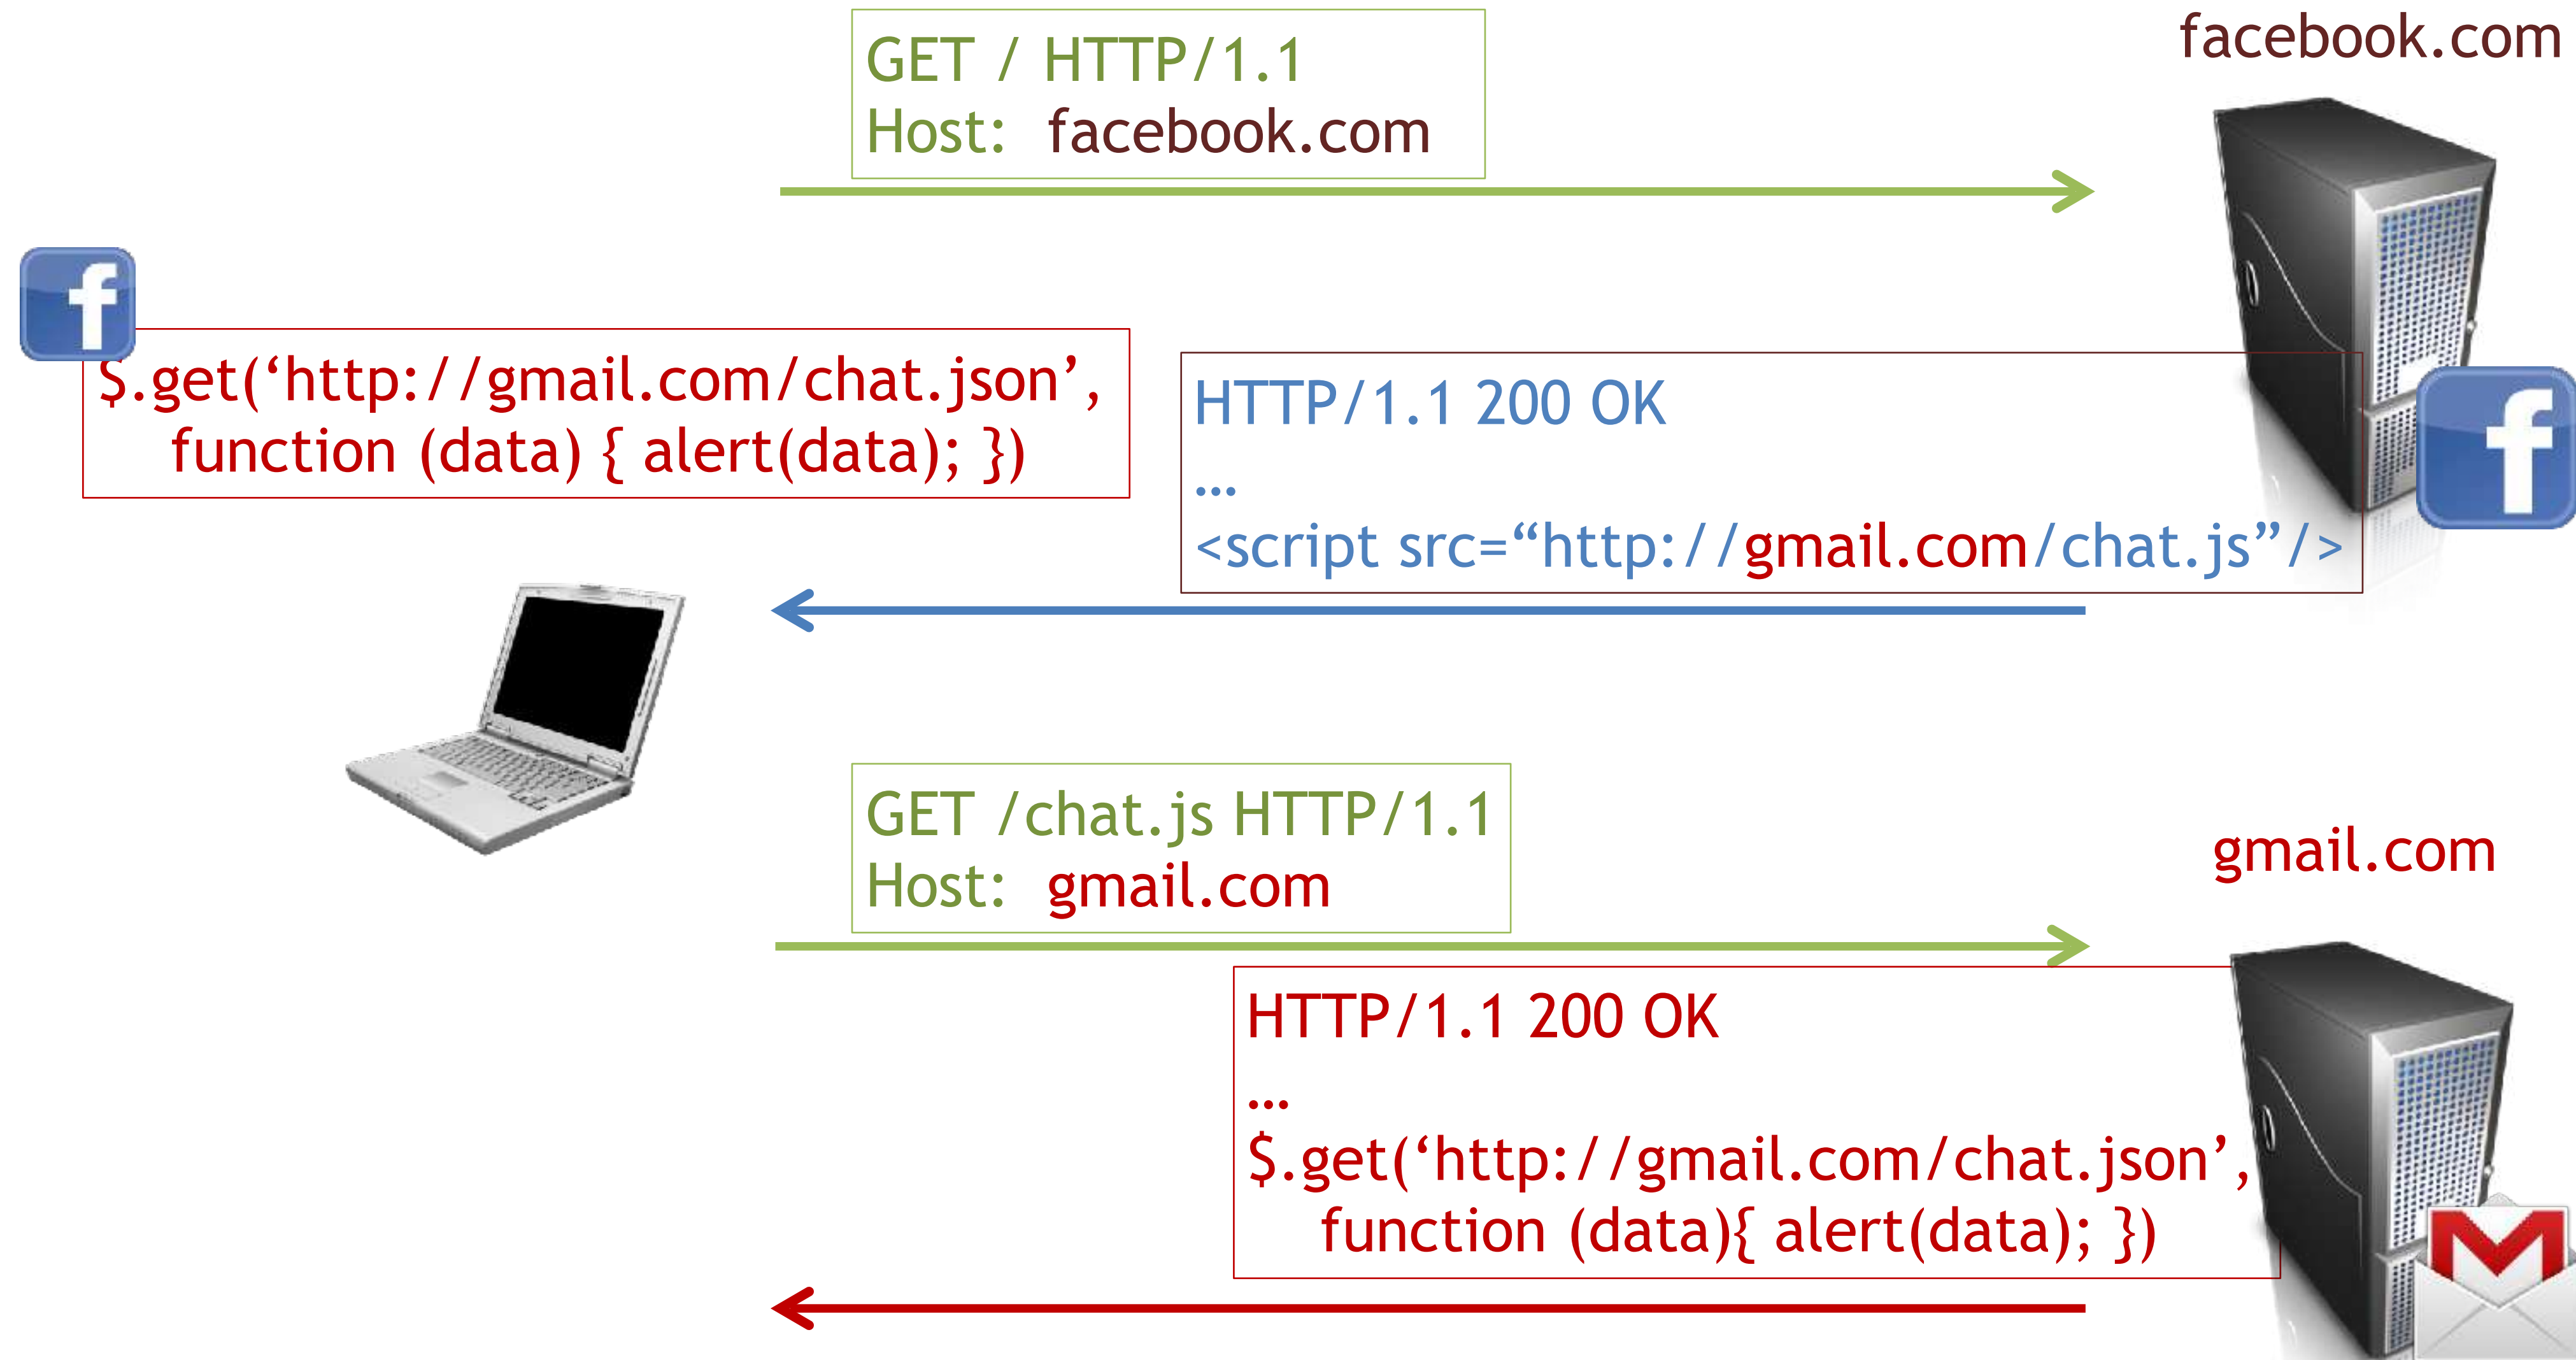 GET / HTTP/1.1
Host: facebook.com
facebook.com
f
$.get(‘http://gmail.com/chat.json’,
function (data) { alert(data); })
HTTP/1.1 200 OK
…
<script src=“http://gmail.com/chat.js”/>
f
GET /chat.js HTTP/1.1
Host: gmail.com
gmail.com
HTTP/1.1 200 OK
…
$.get(‘http://gmail.com/chat.json’,
function (data){ alert(data); })